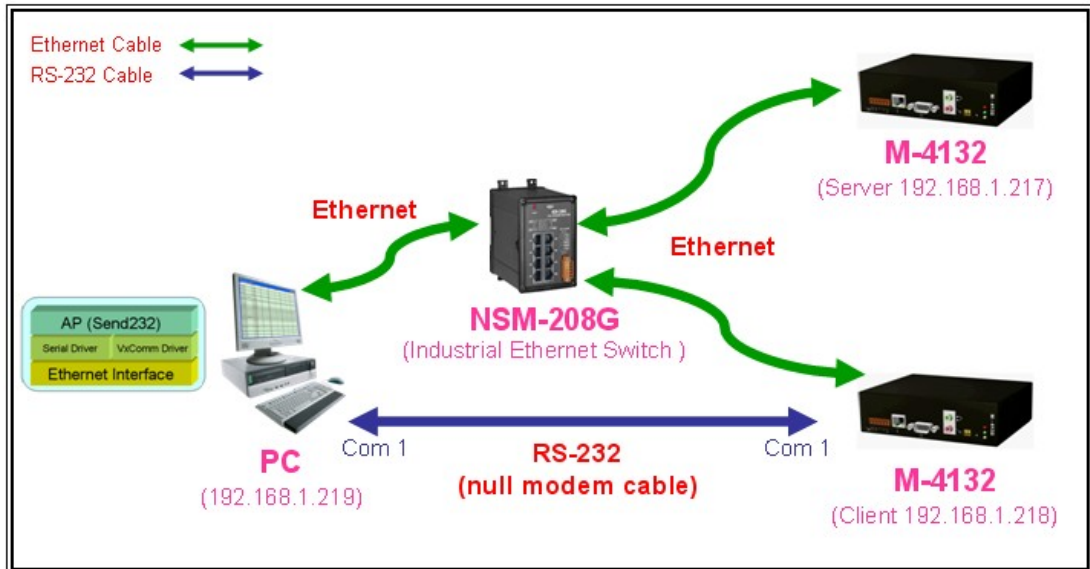 Ethernet Cable
RS-232 Cable
M-4132
(Server 192.168.1.217)
Ethernet
Ethernet
NSM-208G
(Industrial Ethernet Switch )
AP (Send232)
Serial Driver VxComm Driver
Ethernet Interface
Com 1
Com 1
RS-232
(null modem cable)
PC
(192.168.1.219)
M-4132
(Client 192.168.1.218)